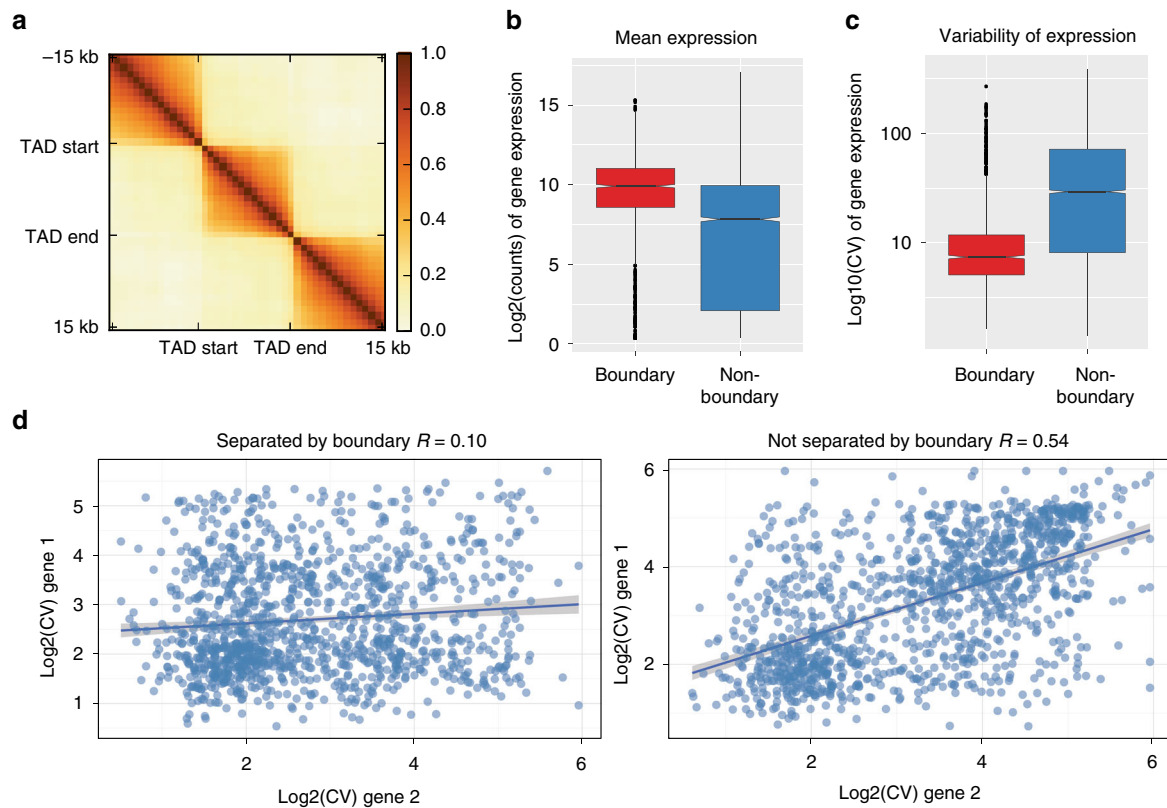 a
–15 kb
TAD start
TAD end
15 kb
TAD start
TAD end
15 kb
1.0
0.8
0.6
0.4
0.2
0.0
b
Mean expression
Log2(counts) of gene expression
15
10
5
0
Boundary
Non-
boundary
c
Variability of expression
Log10(CV) of gene expression
100
10
Boundary
Non-
boundary
d
Separated by boundary R = 0.10
Log2(CV) gene 1
5
4
3
2
1
2
4
6
Log2(CV) gene 2
Not separated by boundary R = 0.54
Log2(CV) gene 1
6
4
2
2
4
6
Log2(CV) gene 2